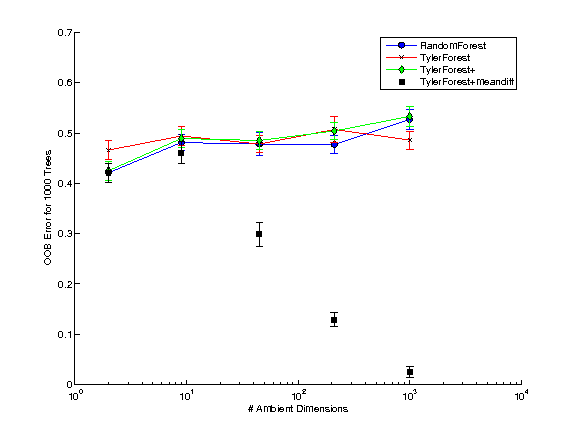 0.7
0.6
0.5
0.4
0.3
0.2
0.1
0
10^0
10^1
10^2
10^3
10^4
OOB Error for 1000 Trees
# Ambient Dimensions
RandomForest
TylerForest
TylerForest+
TylerForest+meandiff